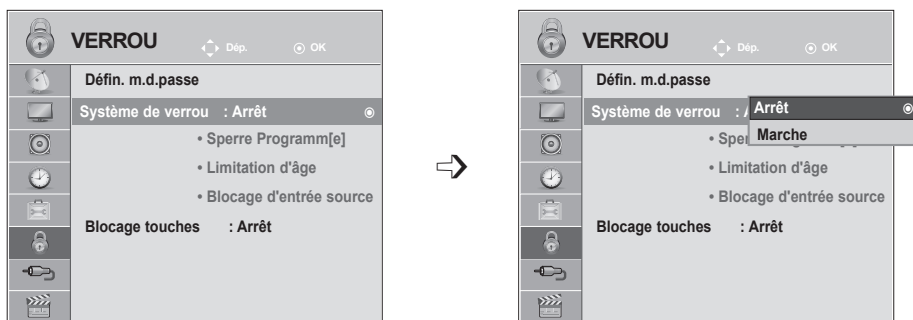 VERROU Dép. OK
Défin. m.d.passe
Système de verrou : Arrêt
• Sperre Programm[e]
• Limitation d'âge
• Blocage d'entrée source
Blocage touches : Arrêt
VERROU Dép. OK
Défin. m.d.passe
Système de verrou :
Arrêt
Marche
• Limitation d'âge
• Blocage d'entrée source
Blocage touches : Arrêt